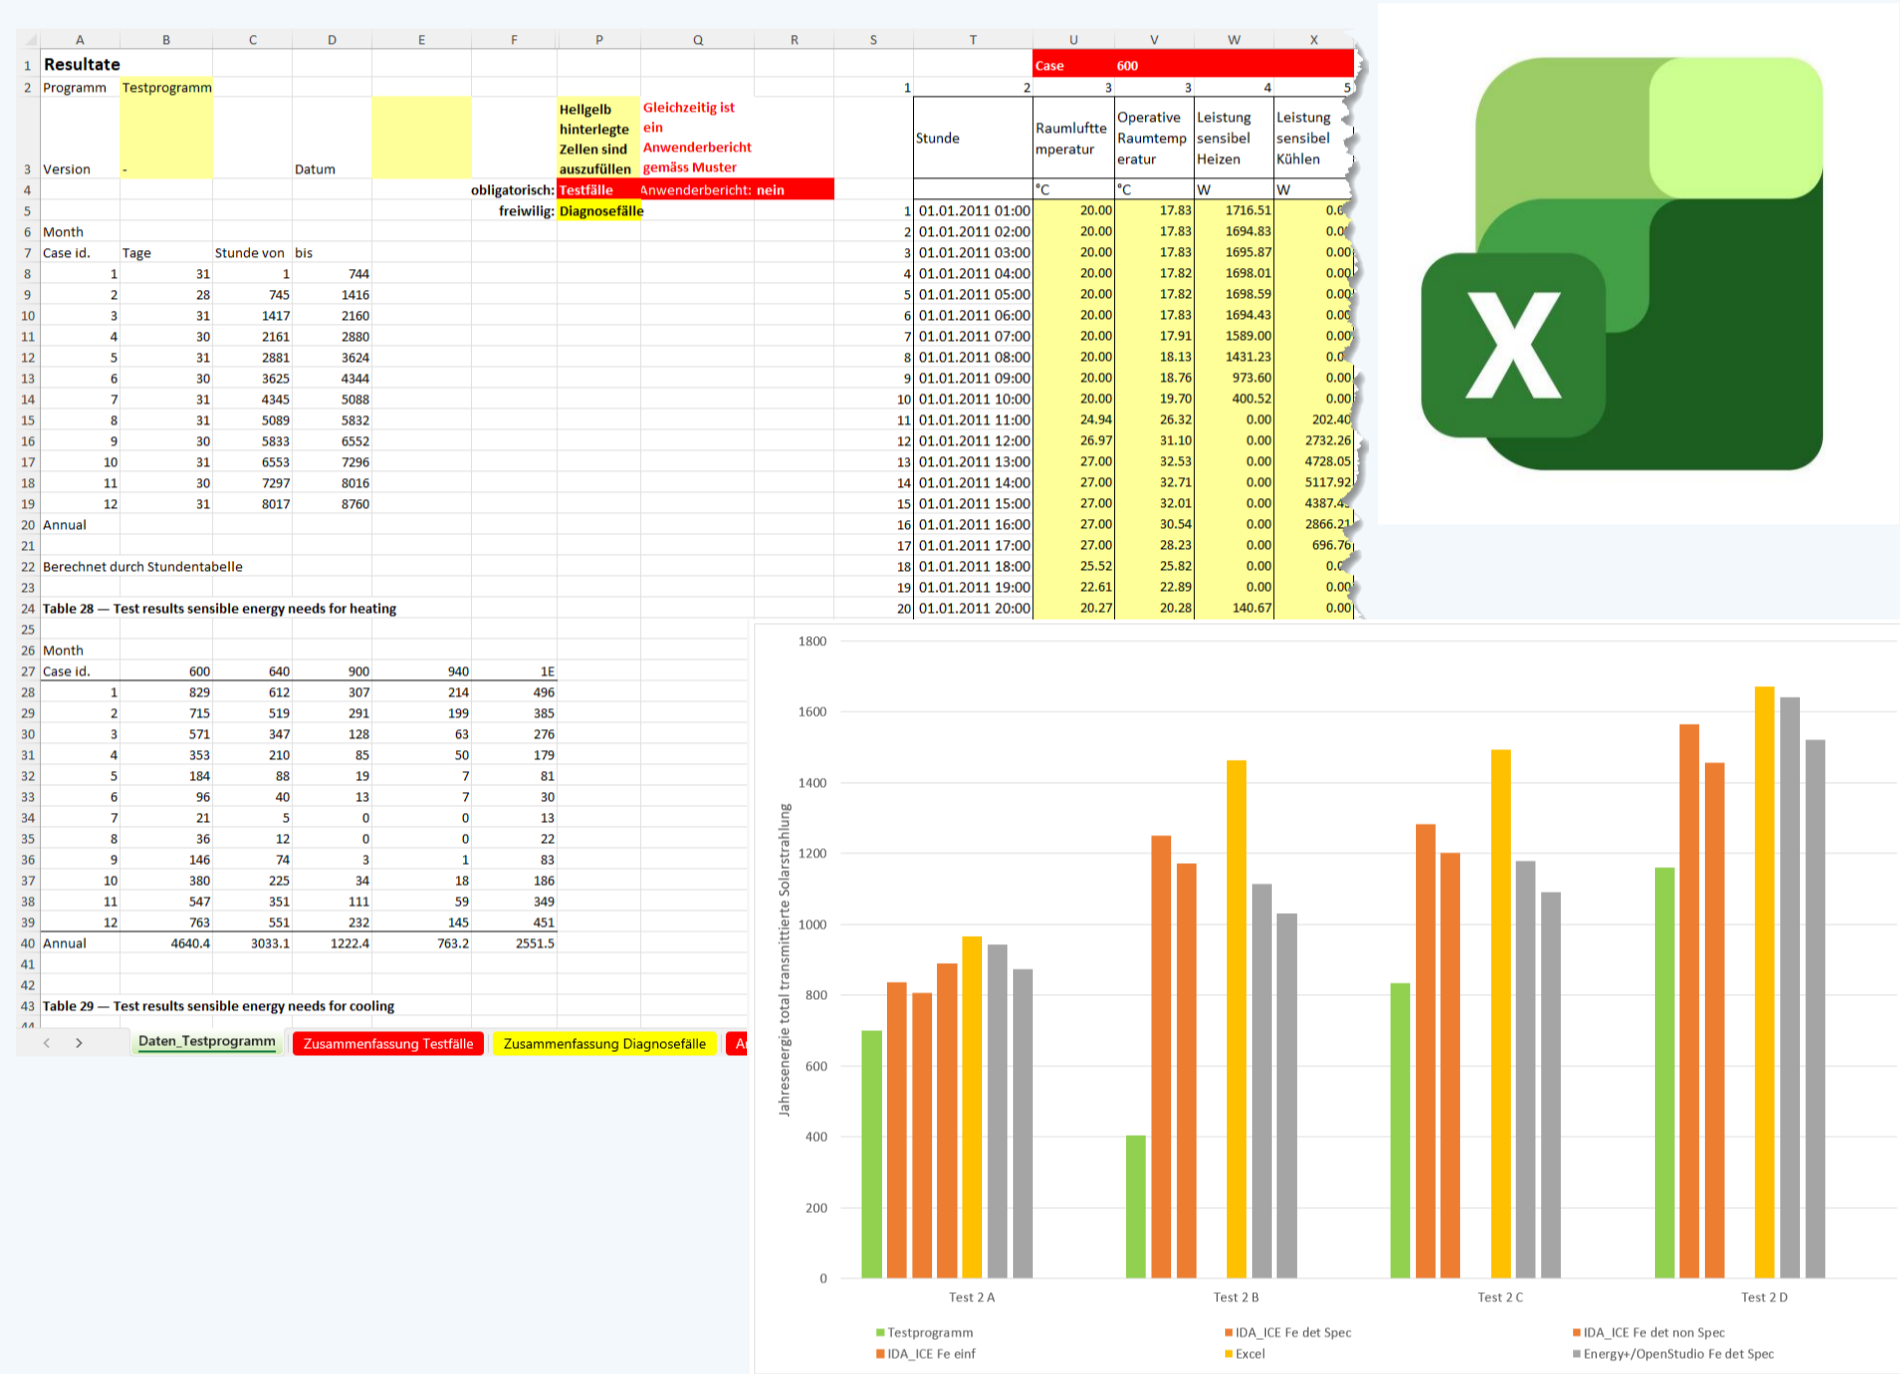 A B C D E F P Q R S T U V W X
1 Resultate Case 600
2 Programm Testprogramm 1 2 3 3 4 5
3 Version - Datum
Hellgelb
hinterlegte
Zellen sind
auszufüllen
Gleichzeitig ist
ein
Anwenderbericht
gemäss Muster
Stunde
Raumluftte
mperatur
Operative
Raumtemp
eratur
Leistung
sensibel
Heizen
Leistung
sensibel
Kühlen
4 obligatorisch: Testfälle Anwenderbericht: nein °C °C W W
5 freiwilig: Diagnosefälle 1 01.01.2011 01:00 20.00 17.83 1716.51
6 Month 2 01.01.2011 02:00 20.00 17.83 1694.83
7 Case id. Tage Stunde von bis 3 01.01.2011 03:00 20.00 17.83 1695.87 0.00
8 1 31 1 744 4 01.01.2011 04:00 20.00 17.82 1698.01 0.00
9 2 28 745 1416 5 01.01.2011 05:00 20.00 17.82 1698.59 0.00
10 3 31 1417 2160 6 01.01.2011 06:00 20.00 17.83 1694.43 0.00
11 4 30 2161 2880 7 01.01.2011 07:00 20.00 17.91 1589.00 0.00
12 5 31 2881 3624 8 01.01.2011 08:00 20.00 18.13 1431.23
13 6 30 3625 4344 9 01.01.2011 09:00 20.00 18.76 973.60 0.00
14 7 31 4345 5088 10 01.01.2011 10:00 20.00 19.70 400.52 0.00
15 8 31 5089 5832 11 01.01.2011 11:00 24.94 26.32 0.00 202.40
16 9 30 5833 6552 12 01.01.2011 12:00 26.97 31.10 0.00 2732.26
17 10 31 6553 7296 13 01.01.2011 13:00 27.00 32.53 0.00 4728.05
18 11 30 7297 8016 14 01.01.2011 14:00 27.00 32.71 0.00 5117.92
19 12 31 8017 8760 15 01.01.2011 15:00 27.00 32.01 0.00
20 Annual 16 01.01.2011 16:00 27.00 30.54 0.00 2866.21
21 17 01.01.2011 17:00 27.00 28.23 0.00 696.76
22 Berechnet durch Stundentabelle 18 01.01.2011 18:00 25.52 25.82 0.00
23 19 01.01.2011 19:00 22.61 22.89 0.00 0.00
24 Table 28 — Test results sensible energy needs for heating 20 01.01.2011 20:00 20.27 20.28 140.67 0.00
25
26 Month
27 Case id. 600 640 900 940 1E
28 1 829 612 307 214 496
29 2 715 519 291 199 385
30 3 571 347 128 63 276
31 4 353 210 85 50 179
32 5 184 88 19 7 81
33 6 96 40 13 7 30
34 7 21 5 0 0 13
35 8 36 12 0 0 22
36 9 146 74 3 1 83
37 10 380 225 34 18 186
38 11 547 351 111 59 349
39 12 763 551 232 145 451
40 Annual 4640.4 3033.1 1222.4 763.2 2551.5
41
42
43 Table 29 — Test results sensible energy needs for cooling
44
Daten_Testprogramm Zusammenfassung Testfälle Zusammenfassung Diagnosefälle
X
Jahresenergie total transmittierte Solarstrahlung
1800
1600
1400
1200
1000
800
600
400
200
0
Test 2 A Test 2 B Test 2 C Test 2 D
Testprogramm IDA_ICE Fe det Spec IDA_ICE Fe det non Spec
IDA_ICE Fe einf Excel Energy+/OpenStudio Fe det Spec